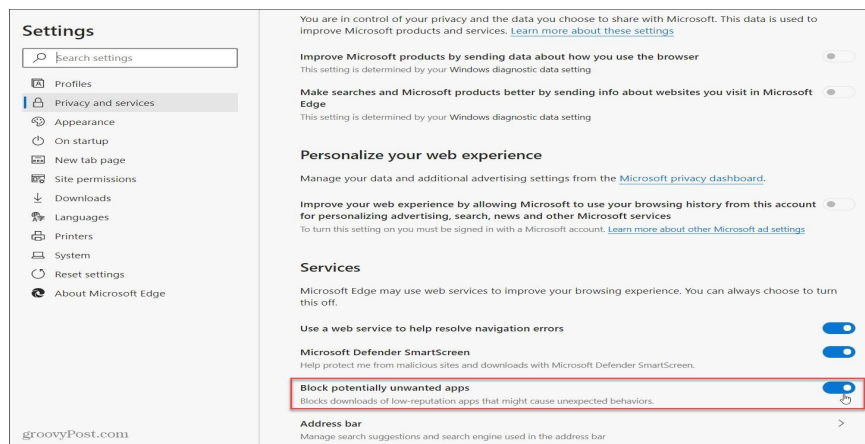 Settings
Search settings
Profiles
Privacy and services
Appearance
On startup
New tab page
Site permissions
Downloads
Languages
Printers
System
Reset settings
About Microsoft Edge
groovyPost.com
You are in control of your privacy and the data you choose to share with Microsoft. This data is used to
improve Microsoft products and services. Learn more about these settings
Improve Microsoft products by sending data about how you use the browser
This setting is determined by your Windows diagnostic data setting
Make searches and Microsoft products better by sending info about websites you visit in Microsoft
Edge
This setting is determined by your Windows diagnostic data setting
Personalize your web experience
Manage your data and additional advertising settings from the Microsoft privacy dashboard.
Improve your web experience by allowing Microsoft to use your browsing history from this account
for personalizing advertising, search, news and other Microsoft services
To turn this setting on you must be signed in with a Microsoft account. Learn more about other Microsoft ad settings
Services
Microsoft Edge may use web services to improve your browsing experience. You can always choose to turn
this off.
Use a web service to help resolve navigation errors
Microsoft Defender SmartScreen
Help protect me from malicious sites and downloads with Microsoft Defender SmartScreen.
Block potentially unwanted apps
Blocks downloads of low-reputation apps that might cause unexpected behaviors.
Address bar
Manage search suggestions and search engine used in the address bar